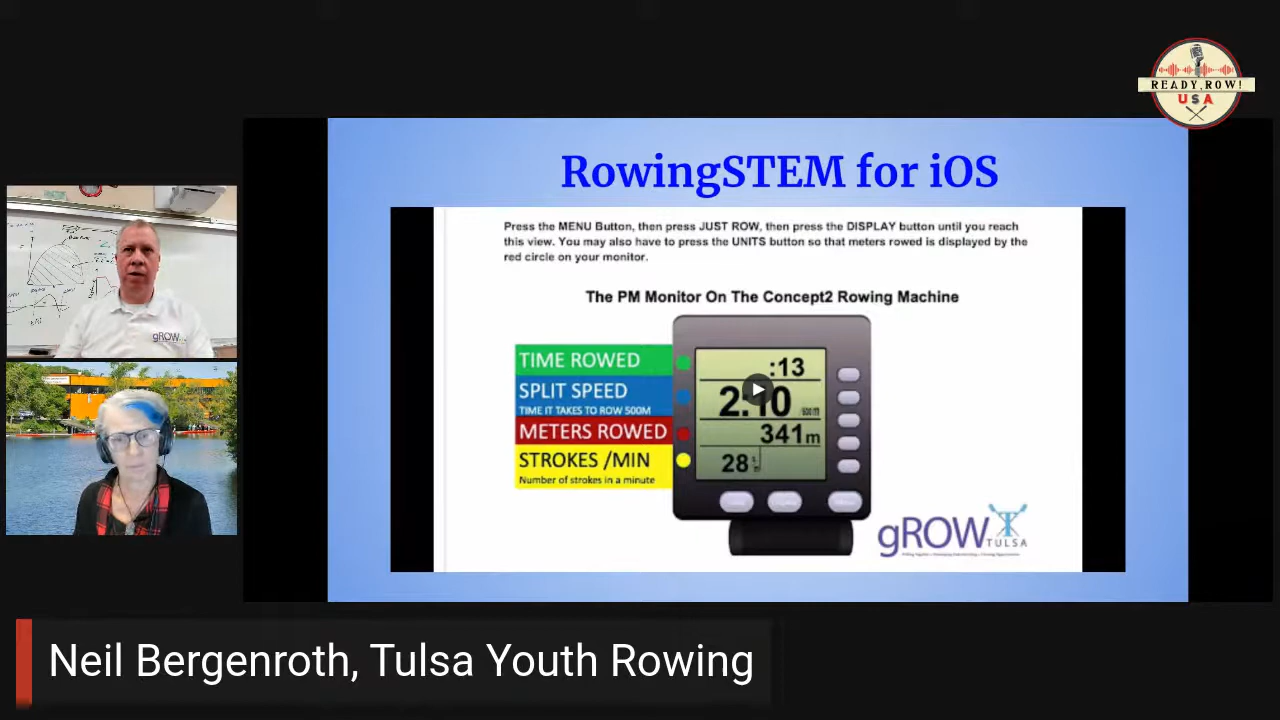 READY, ROW!
USA
RowingSTEM for iOS
Press the MENU Button, then press JUST ROW, then press the DISPLAY button until you reach
this view. You may also have to press the UNITS button so that meters rowed is displayed by the
red circle on your monitor.
The PM Monitor On The Concept2 Rowing Machine
TIME ROWED
SPLIT SPEED
TIME IT TAKES TO ROW 500M
METERS ROWED
STROKES /MIN
Number of strokes in a minute
:13
2:10
341m
28
gROW
TULSA
gROW
Neil Bergenroth, Tulsa Youth Rowing